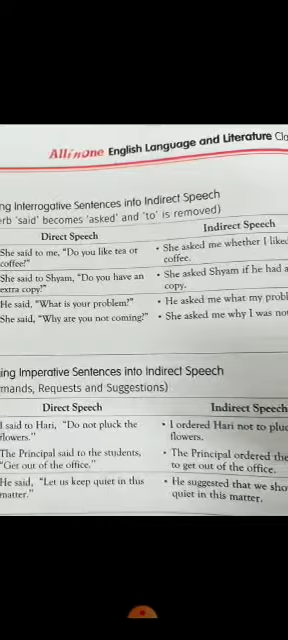 All in one English Language and Literature
ng Interrogative Sentences into Indirect Speech
erb 'said' becomes 'asked' and 'to' is removed)
Direct Speech
Indirect Speech
She said to me, "Do you like tea or
coffee?"
• She asked me whether I liked
coffee.
She said to Shyam, "Do you have an
extra copy?"
• She asked Shyam if he had a
copy.
He said, "What is your problem?"
• He asked me what my probl
She said, "Why are you not coming?"
• She asked me why I was no
ing Imperative Sentences into Indirect Speech
mands, Requests and Suggestions)
Direct Speech
Indirect Speech
I said to Hari, "Do not pluck the
flowers."
• I ordered Hari not to pluc
flowers.
The Principal said to the students,
"Get out of the office."
• The Principal ordered the
to get out of the office.
He said, "Let us keep quiet in this
matter."
• He suggested that we sho
quiet in this matter.